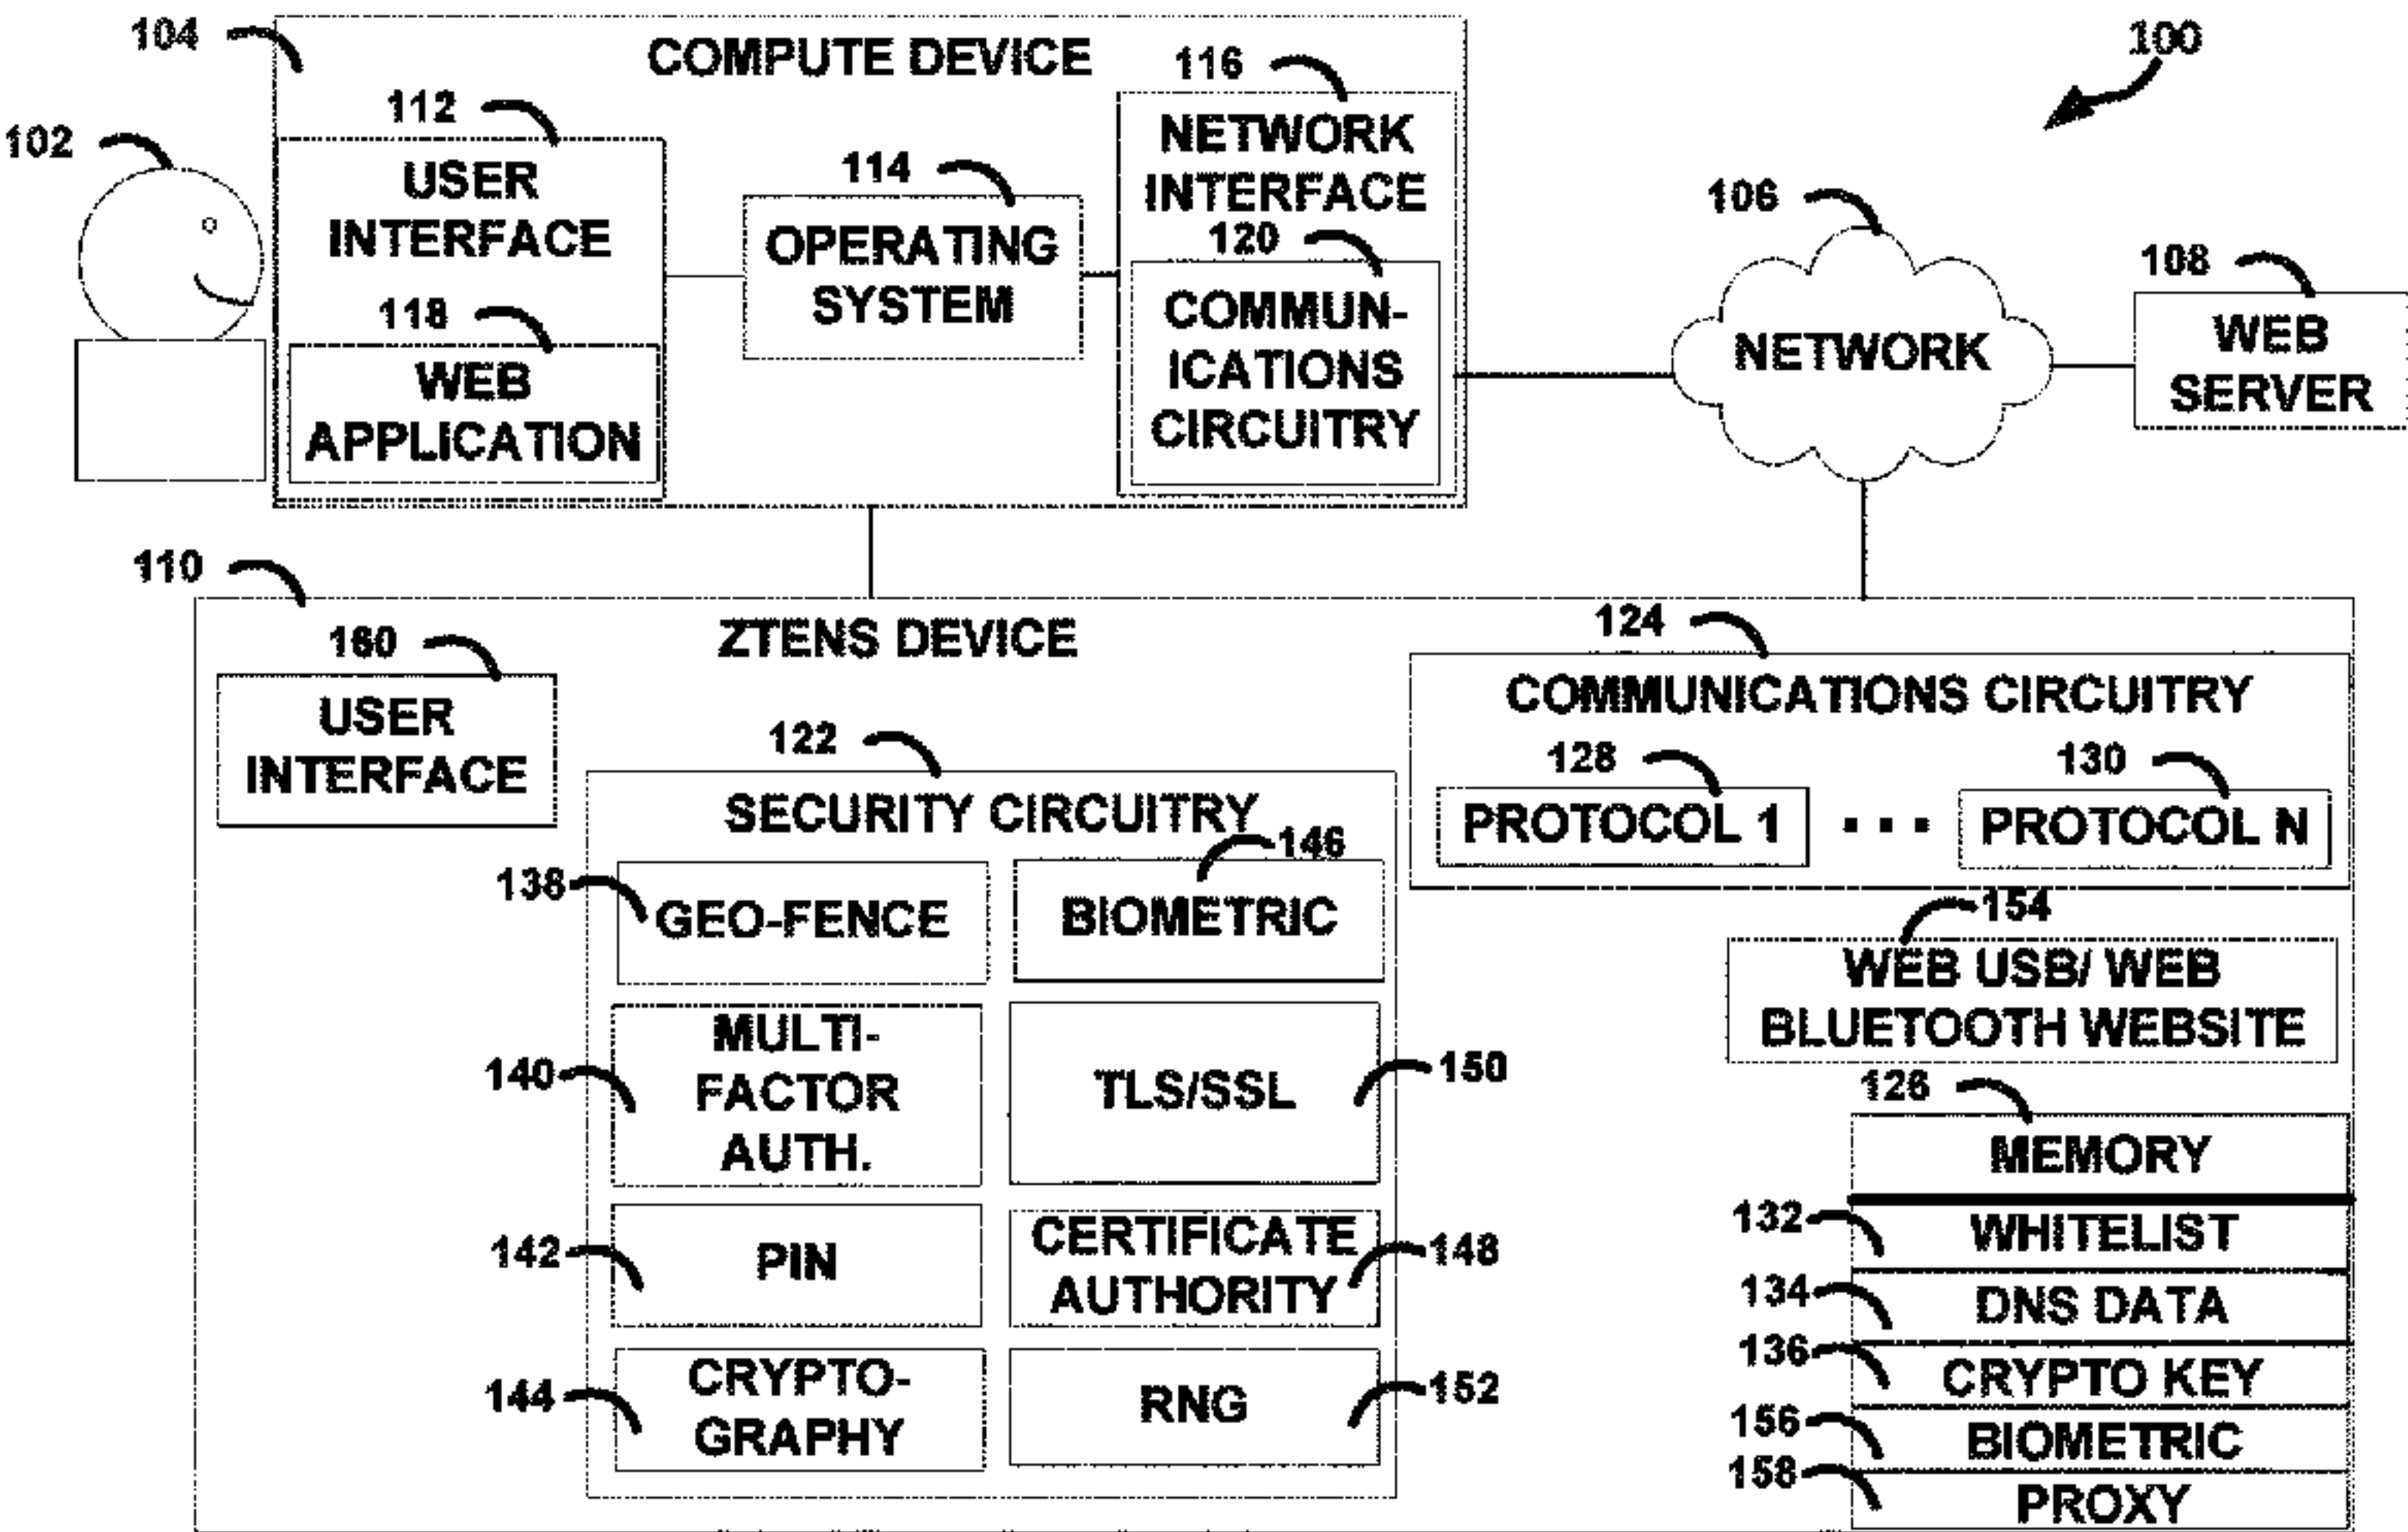 104
COMPUTE DEVICE
100
102
112
USER
INTERFACE
118
WEB
APPLICATION
114
OPERATING
SYSTEM
116
NETWORK
INTERFACE
120
COMMUN-
ICATIONS
CIRCUITRY
106
NETWORK
108
WEB
SERVER
110
ZTENS DEVICE
160
USER
INTERFACE
122
SECURITY CIRCUITRY
138
GEO-FENCE
146
BIOMETRIC
140
MULTI-
FACTOR
AUTH.
TLS/SSL
150
142
PIN
CERTIFICATE
AUTHORITY
148
144
CRYPTO-
GRAPHY
RNG
152
124
COMMUNICATIONS CIRCUITRY
128
PROTOCOL 1
...
130
PROTOCOL N
154
WEB USB/ WEB
BLUETOOTH WEBSITE
126
MEMORY
132
WHITELIST
134
DNS DATA
136
CRYPTO KEY
156
BIOMETRIC
158
PROXY